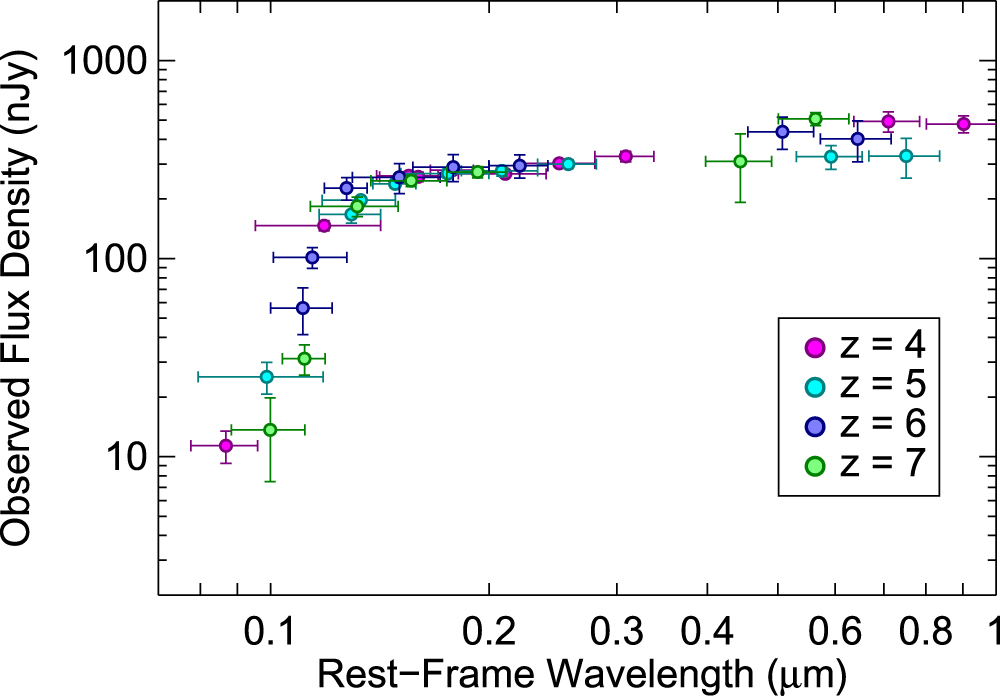 Observed Flux Density (nJy)
1000
100
10
z = 4
z = 5
z = 6
z = 7
0.1 0.2 0.3 0.4 0.6 0.8 1
Rest−Frame Wavelength (μm)